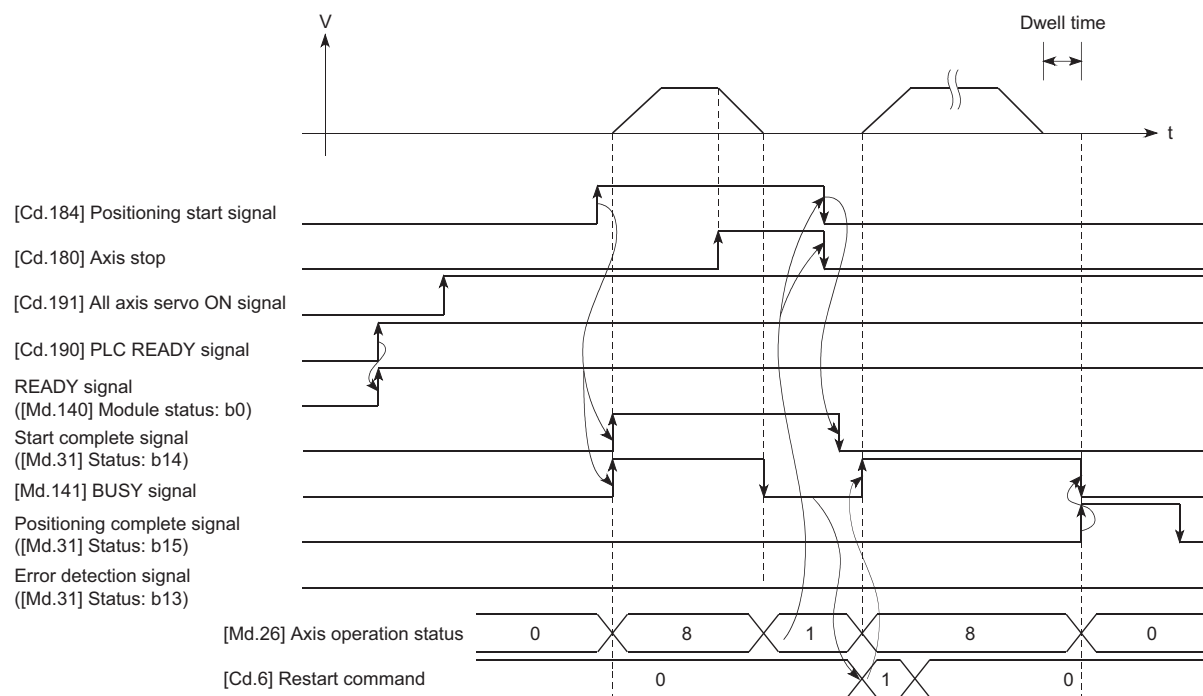 V
Dwell time
t
[Cd.184] Positioning start signal
[Cd.180] Axis stop
[Cd.191] All axis servo ON signal
[Cd.190] PLC READY signal
READY signal
([Md.140] Module status: b0)
Start complete signal
([Md.31] Status: b14)
[Md.141] BUSY signal
Positioning complete signal
([Md.31] Status: b15)
Error detection signal
([Md.31] Status: b13)
[Md.26] Axis operation status 0 8 1 8 0
[Cd.6] Restart command 0 1 0